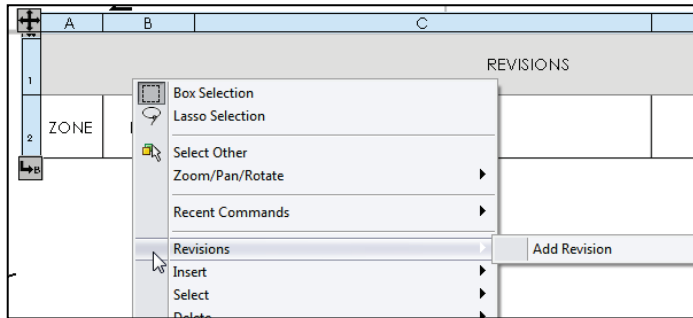 A B C
REVISIONS
1
Box Selection
Lasso Selection
2 ZONE
Select Other
B
Zoom/Pan/Rotate
Recent Commands
Revisions Add Revision
Insert
Select
Delete